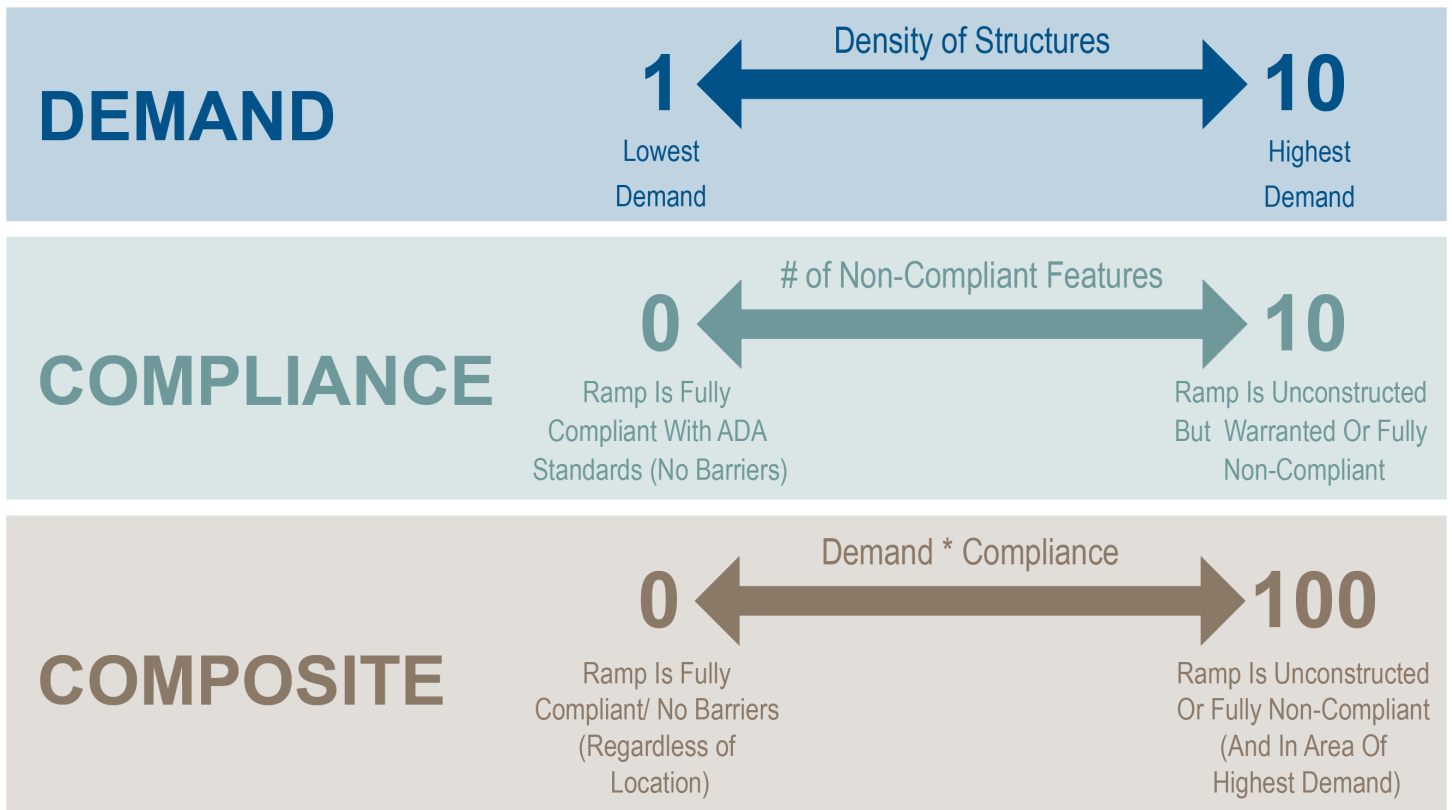 DEMAND
Density of Structures
1
10
Lowest
Demand
Highest
Demand
COMPLIANCE
# of Non-Compliant Features
0
10
Ramp Is Fully
Compliant With ADA
Standards (No Barriers)
Ramp Is Unconstructed
But Warranted Or Fully
Non-Compliant
COMPOSITE
Demand * Compliance
0
100
Ramp Is Fully
Compliant/ No Barriers
(Regardless of
Location)
Ramp Is Unconstructed
Or Fully Non-Compliant
(And In Area Of
Highest Demand)